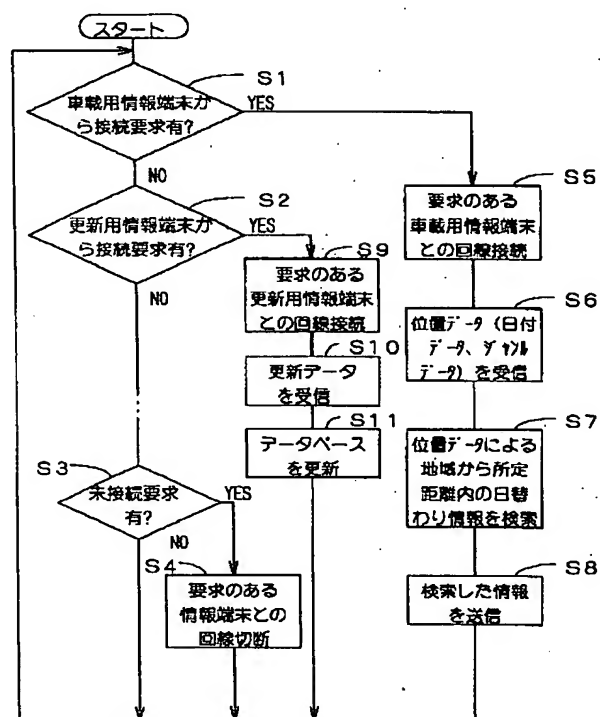 スタート
S1
車載用情報端末か
ら接続要求有?
YES
NO
S2
更新用情報端末か
ら接続要求有?
YES
NO
S5
要求のある
車載用情報端末
との回線接続
S9
要求のある
更新用情報端末
との回線接続
S6
位置データ(日付
データ、ジャンル
データ)を受信
S10
更新データ
を受信
S7
位置データによる
地域から所定
距離内の日替
わり情報を検索
S11
データベース
を更新
S3
未接続要求
有?
YES
NO
S4
要求のある
情報端末との
回線切断
S8
検索した情報
を送信